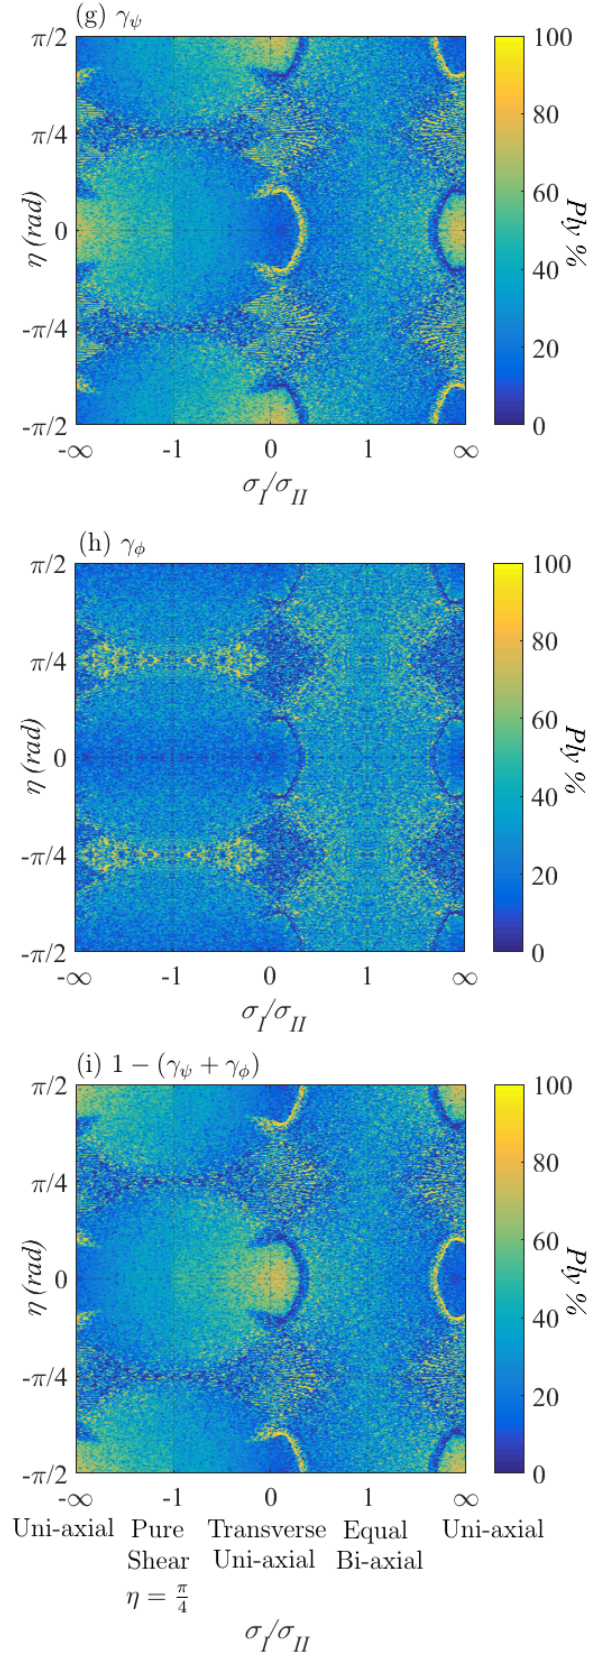 (g) γψ
π/2
π/4
0
-π/4
-π/2
η (rad)
-∞ -1 0 1 ∞
σI/σII
100
80
60
40
20
0
Ply %
(h) γϕ
π/2
π/4
0
-π/4
-π/2
η (rad)
-∞ -1 0 1 ∞
σI/σII
100
80
60
40
20
0
Ply %
(i) 1 − (γψ + γϕ)
π/2
π/4
0
-π/4
-π/2
η (rad)
-∞ -1 0 1 ∞
100
80
60
40
20
0
Ply %
Uni-axial Pure Transverse Equal Uni-axial
Shear Uni-axial Bi-axial
η = π/4
σI/σII